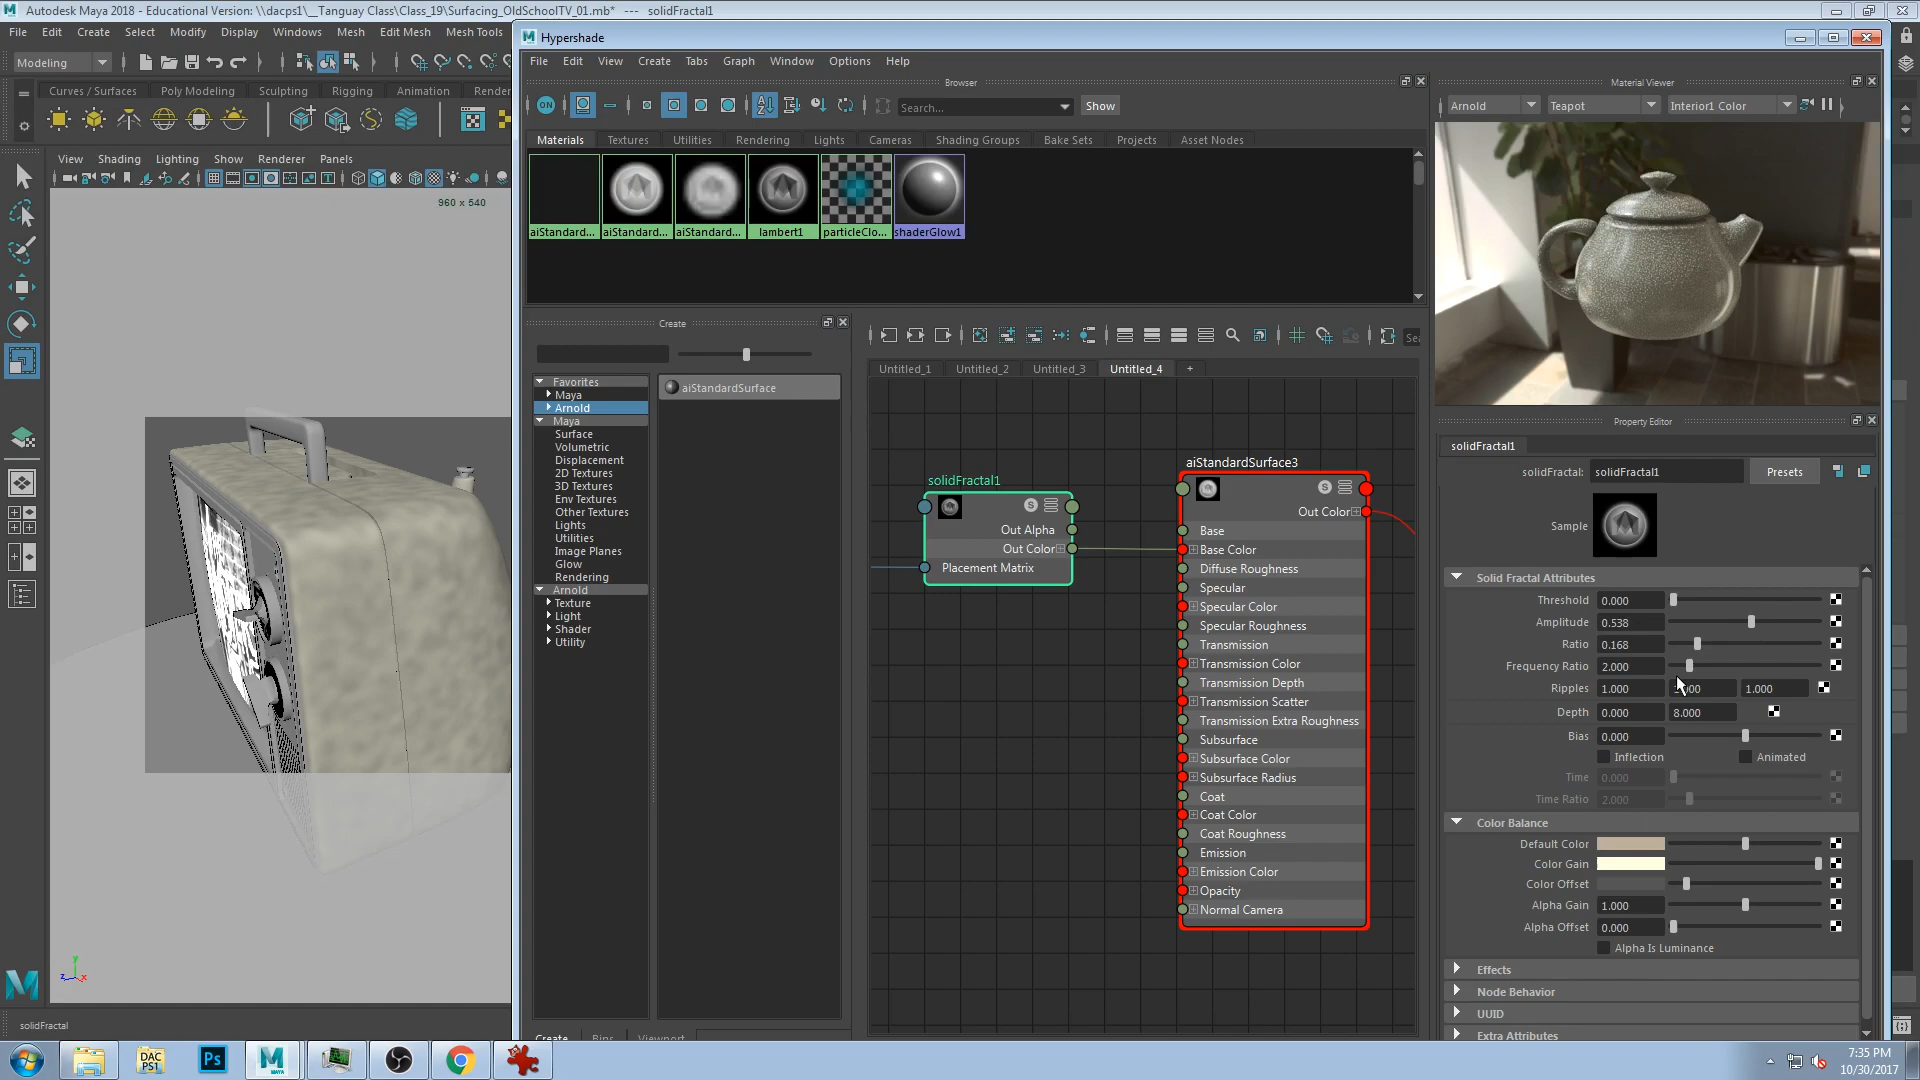 Autodesk Maya 2018 - Educational Version: \\dacps1\__Tanguay Class\Class_19\Surfacing_OldSchoolTV_01.mb* --- solidFractal1
File Edit Create Select Modify Display Windows Mesh Edit Mesh Mesh Tools
Modeling
Curves / Surfaces Poly Modeling Sculpting Rigging Animation
View Shading Lighting Show Renderer Panels
960 x 540
Hypershade
File Edit View Create Tabs Graph Window Options Help
Browser
ON
Search...
Show
Materials Textures Utilities Rendering Lights Cameras Shading Groups Bake Sets Projects Asset Nodes
aiStandard... aiStandard... aiStandard... lambert1 particleClo... shaderGlow1
Create
Favorites
Maya
Arnold
Maya
Surface
Volumetric
Displacement
2D Textures
3D Textures
Env Textures
Other Textures
Lights
Utilities
Image Planes
Glow
Rendering
Arnold
Texture
Light
Shader
Utility
aiStandardSurface
Untitled_1 Untitled_2 Untitled_3 Untitled_4 +
solidFractal1
Out Alpha
Out Color
Placement Matrix
aiStandardSurface3
Out Color
Base
Base Color
Diffuse Roughness
Specular
Specular Color
Specular Roughness
Transmission
Transmission Color
Transmission Depth
Transmission Scatter
Transmission Extra Roughness
Subsurface
Subsurface Color
Subsurface Radius
Coat
Coat Color
Coat Roughness
Emission
Emission Color
Opacity
Normal Camera
Material Viewer
Arnold Teapot Interior1 Color
Property Editor
solidFractal1
solidFractal: solidFractal1 Presets
Sample
Solid Fractal Attributes
Threshold 0.000
Amplitude 0.538
Ratio 0.168
Frequency Ratio 2.000
Ripples 1.000 1.000
Depth 0.000 8.000
Bias 0.000
Inflection Animated
Time 0.000
Time Ratio 2.000
Color Balance
Default Color
Color Gain
Color Offset
Alpha Gain 1.000
Alpha Offset 0.000
Alpha Is Luminance
Effects
Node Behavior
UUID
Extra Attributes
Create Bins Viewport
solidFractal
DAC
PS1
Ps
MAYA
7:35 PM
10/30/2017